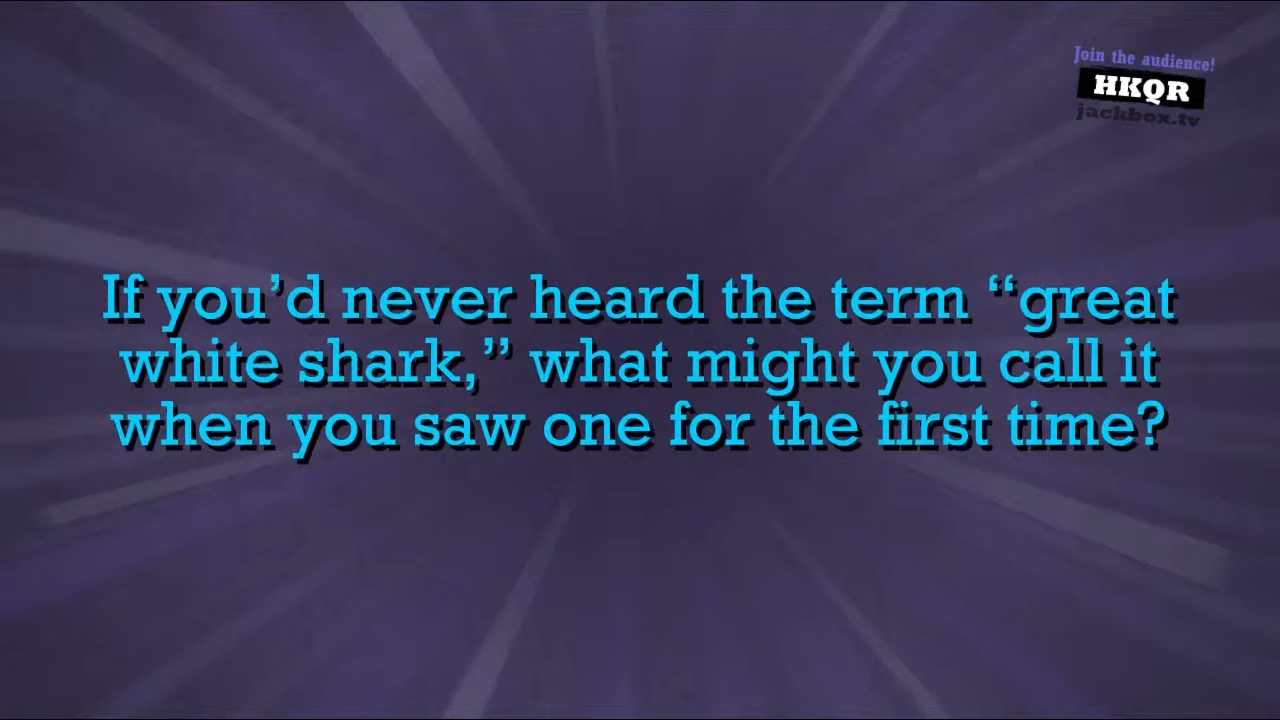 Join the audience!
HKQR
jackbox.tv
If you’d never heard the term “great
white shark,” what might you call it
when you saw one for the first time?